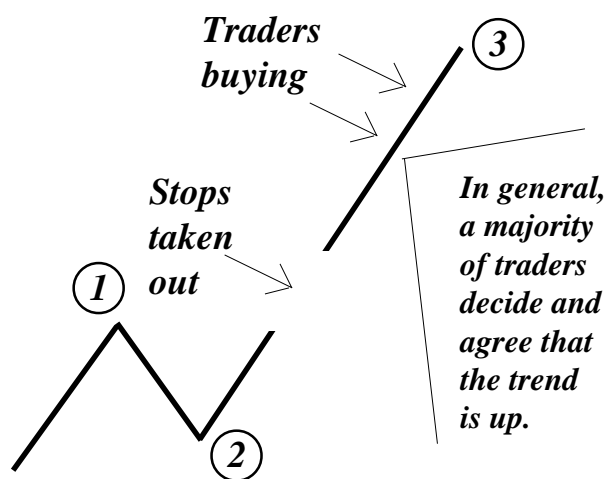 Traders
buying
3
Stops
taken
out
1
2
In general,
a majority
of traders
decide and
agree that
the trend
is up.